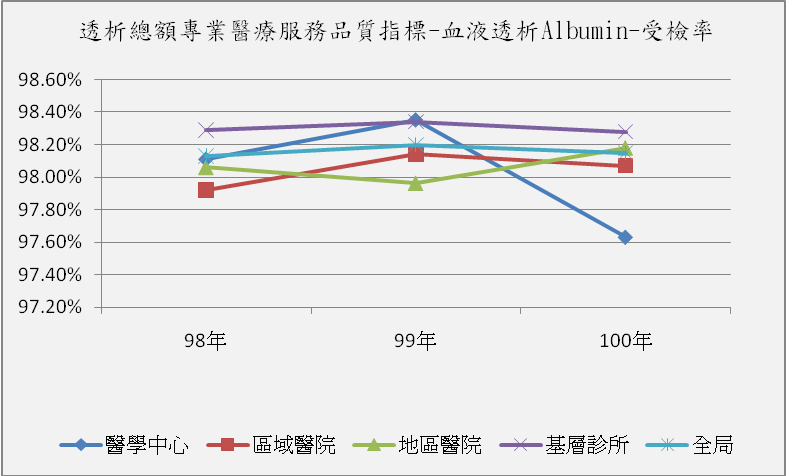 透析總額專業醫療服務品質指標-血液透析Albumin-受檢率
98.60%
98.40%
98.20%
98.00%
97.80%
97.60%
97.40%
97.20%
98年 99年 100年
醫學中心 區域醫院 地區醫院 基層診所 全局